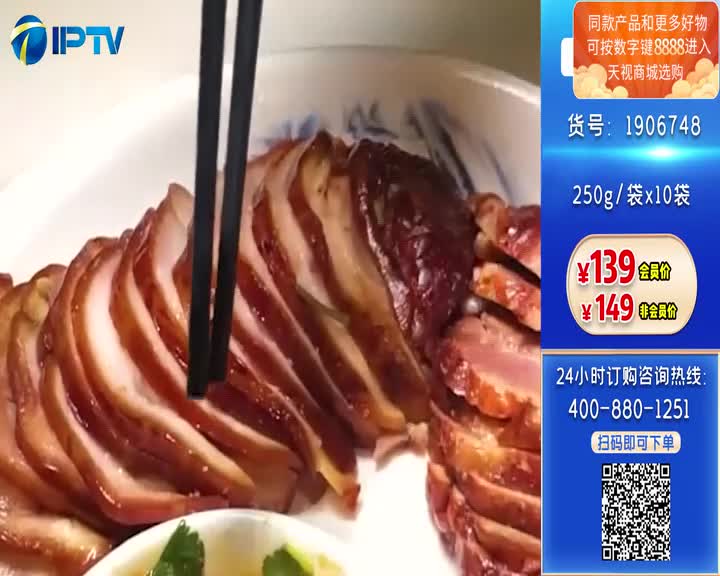 IPTV
同款产品和更多好物
可按数字键8888进入
天视商城选购
货号: 1906748
250g/袋x10袋
¥139会员价
¥149非会员价
24小时订购咨询热线:
400-880-1251
扫码即可下单